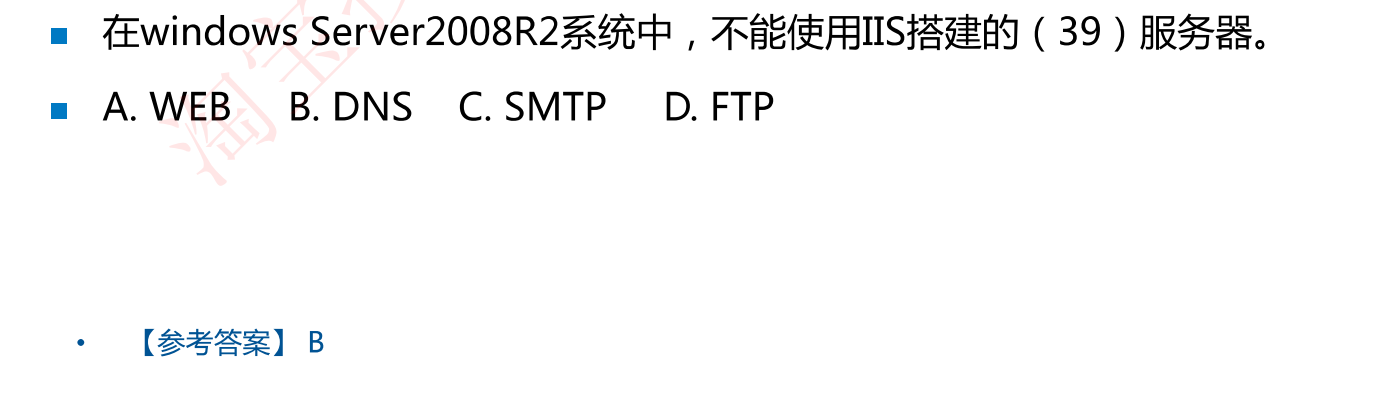 在windows Server2008R2系统中，不能使用IIS搭建的（39）服务器。
A. WEB B. DNS C. SMTP D. FTP
淘宝
【参考答案】 B